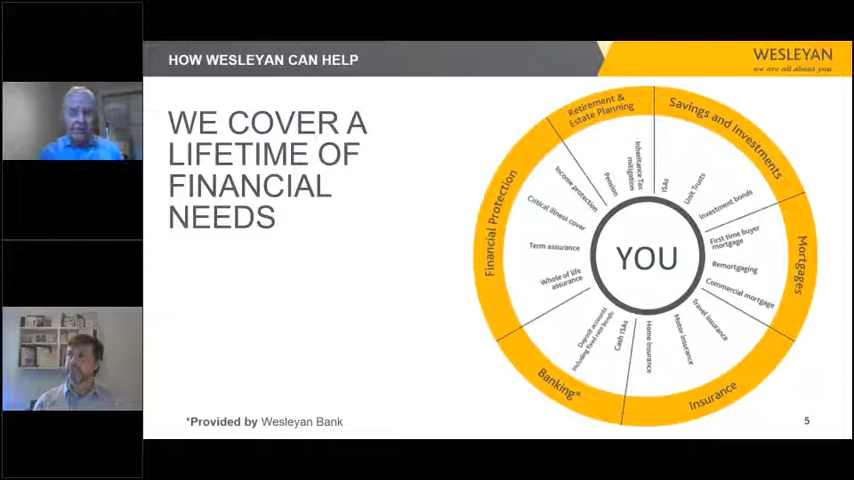 HOW WESLEYAN CAN HELP
WESLEYAN
we are all about you
WE COVER A
LIFETIME OF
FINANCIAL
NEEDS
Retirement &
Estate Planning
Pension
Inheritance Tax
mitigation
Savings and Investments
ISAs
Unit Trusts
Investment bonds
Mortgages
First time buyer
mortgage
Remortgaging
Commercial mortgage
Insurance
Travel insurance
Motor insurance
Home insurance
Banking*
Cash ISAs
Deposit accounts
including fixed rate bonds
Financial Protection
Whole of life
assurance
Term assurance
Critical illness cover
Income protection
YOU
*Provided by Wesleyan Bank
5